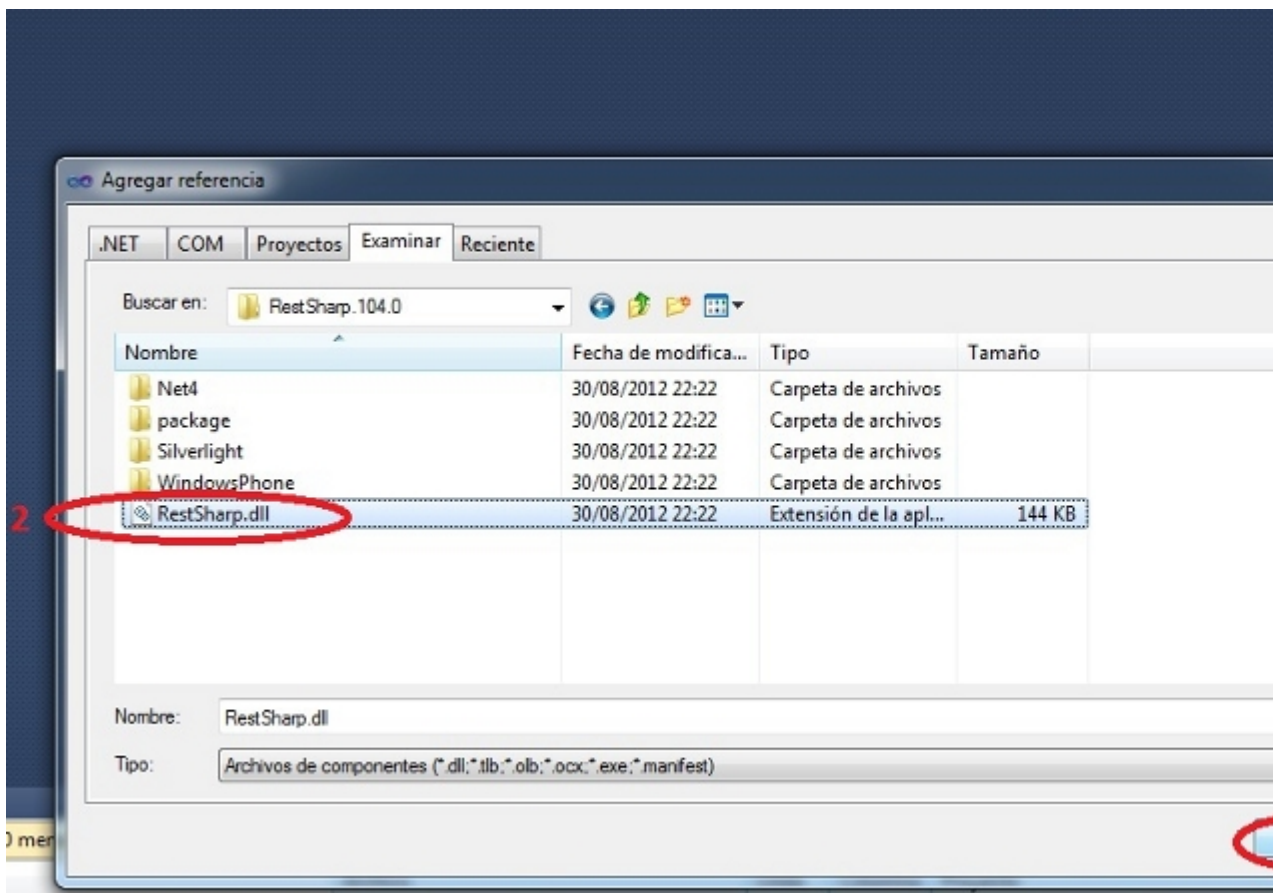 Agregar referencia
.NET COM Proyectos Examinar Reciente
Buscar en: RestSharp.104.0
Nombre Fecha de modifica... Tipo Tamaño
Net4 30/08/2012 22:22 Carpeta de archivos
package 30/08/2012 22:22 Carpeta de archivos
Silverlight 30/08/2012 22:22 Carpeta de archivos
WindowsPhone 30/08/2012 22:22 Carpeta de archivos
2 RestSharp.dll 30/08/2012 22:22 Extensión de la apl... 144 KB
Nombre: RestSharp.dll
Tipo: Archivos de componentes (*.dll;*.tlb;*.olb;*.ocx;*.exe;*.manifest)